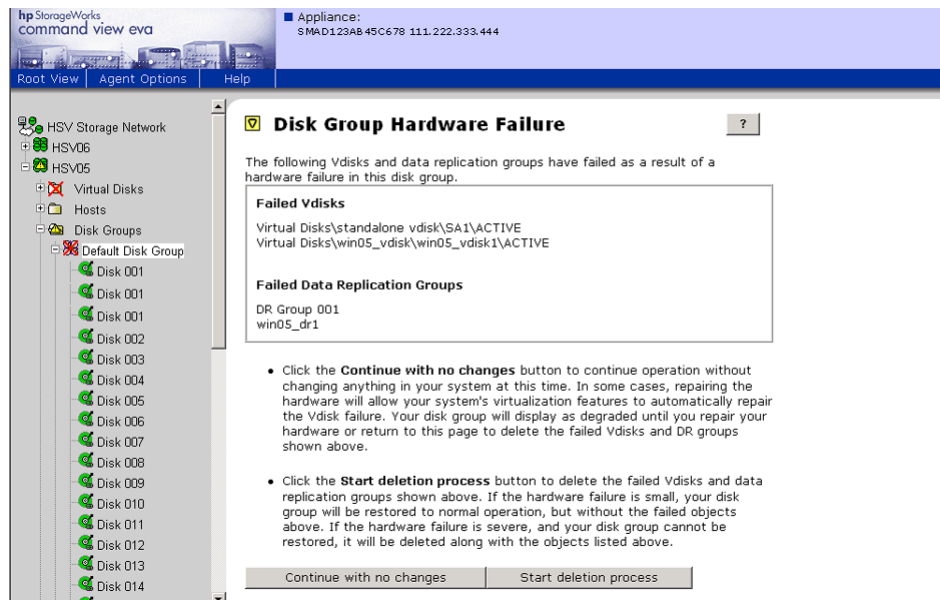 hp StorageWorks
command view eva
Appliance:
SMAD123AB45C678 111.222.333.444
Root View Agent Options Help
HSV Storage Network
HSV06
HSV05
Virtual Disks
Hosts
Disk Groups
Default Disk Group
Disk 001
Disk 001
Disk 001
Disk 002
Disk 003
Disk 004
Disk 005
Disk 006
Disk 007
Disk 008
Disk 009
Disk 010
Disk 011
Disk 012
Disk 013
Disk 014
Disk Group Hardware Failure
?
The following Vdisks and data replication groups have failed as a result of a
hardware failure in this disk group.
Failed Vdisks
Virtual Disks\standalone vdisk\SA1\ACTIVE
Virtual Disks\win05_vdisk\win05_vdisk1\ACTIVE
Failed Data Replication Groups
DR Group 001
win05_dr1
• Click the Continue with no changes button to continue operation without
changing anything in your system at this time. In some cases, repairing the
hardware will allow your system's virtualization features to automatically repair
the Vdisk failure. Your disk group will display as degraded until you repair your
hardware or return to this page to delete the failed Vdisks and DR groups
shown above.
• Click the Start deletion process button to delete the failed Vdisks and data
replication groups shown above. If the hardware failure is small, your disk
group will be restored to normal operation, but without the failed objects
above. If the hardware failure is severe, and your disk group cannot be
restored, it will be deleted along with the objects listed above.
Continue with no changes Start deletion process